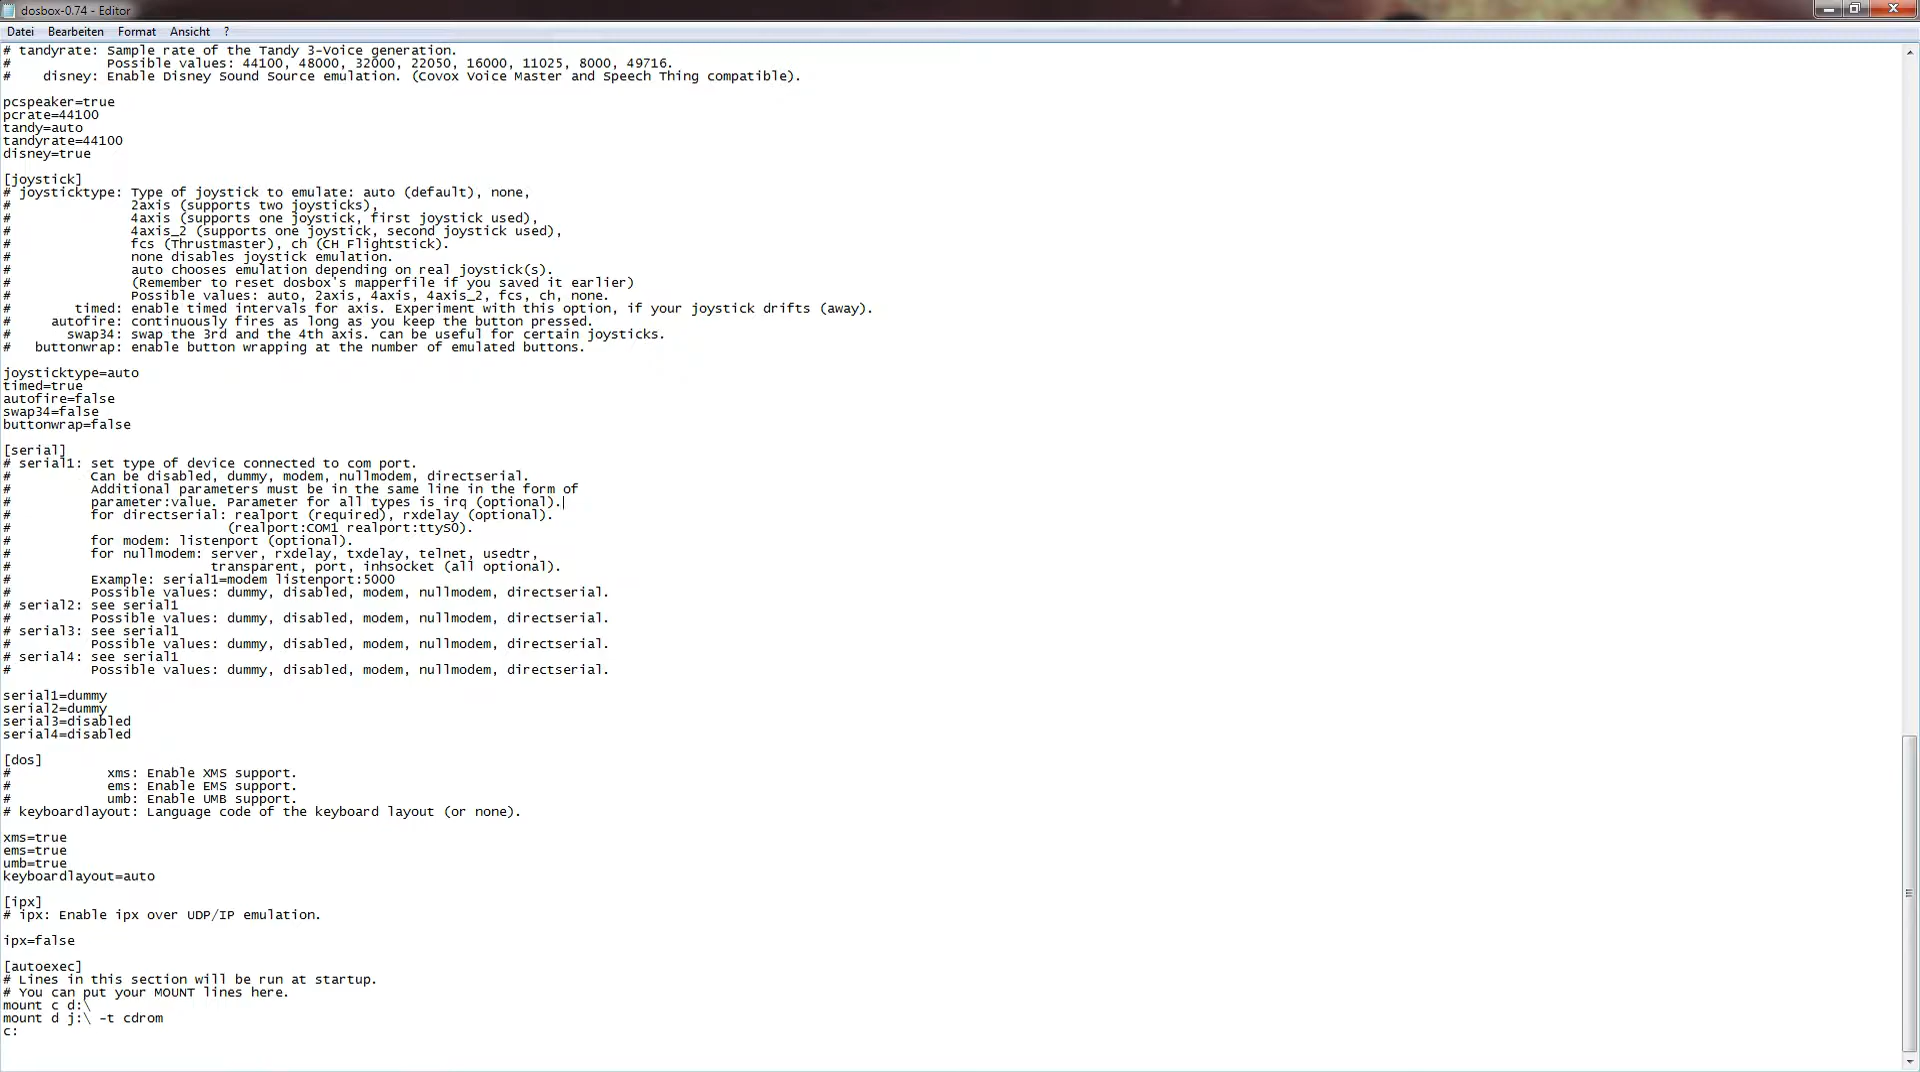 dosbox-0.74 - Editor
Datei Bearbeiten Format Ansicht ?
# tandyrate: Sample rate of the Tandy 3-Voice generation.
#            Possible values: 44100, 48000, 32000, 22050, 16000, 11025, 8000, 49716.
#    disney: Enable Disney Sound Source emulation. (Covox Voice Master and Speech Thing compatible).

pcspeaker=true
pcrate=44100
tandy=auto
tandyrate=44100
disney=true

[joystick]
# joysticktype: Type of joystick to emulate: auto (default), none,
#               2axis (supports two joysticks),
#               4axis (supports one joystick, first joystick used),
#               4axis_2 (supports one joystick, second joystick used),
#               fcs (Thrustmaster), ch (CH Flightstick).
#               none disables joystick emulation.
#               auto chooses emulation depending on real joystick(s).
#               (Remember to reset dosbox's mapperfile if you saved it earlier)
#               Possible values: auto, 2axis, 4axis, 4axis_2, fcs, ch, none.
#        timed: enable timed intervals for axis. Experiment with this option, if your joystick drifts (away).
#     autofire: continuously fires as long as you keep the button pressed.
#       swap34: swap the 3rd and the 4th axis. can be useful for certain joysticks.
#   buttonwrap: enable button wrapping at the number of emulated buttons.

joysticktype=auto
timed=true
autofire=false
swap34=false
buttonwrap=false

[serial]
# serial1: set type of device connected to com port.
#          Can be disabled, dummy, modem, nullmodem, directserial.
#          Additional parameters must be in the same line in the form of
#          parameter:value. Parameter for all types is irq (optional).
#          for directserial: realport (required), rxdelay (optional).
#                           (realport:COM1 realport:ttyS0).
#          for modem: listenport (optional).
#          for nullmodem: server, rxdelay, txdelay, telnet, usedtr,
#                         transparent, port, inhsocket (all optional).
#          Example: serial1=modem listenport:5000
#          Possible values: dummy, disabled, modem, nullmodem, directserial.
# serial2: see serial1
#          Possible values: dummy, disabled, modem, nullmodem, directserial.
# serial3: see serial1
#          Possible values: dummy, disabled, modem, nullmodem, directserial.
# serial4: see serial1
#          Possible values: dummy, disabled, modem, nullmodem, directserial.

serial1=dummy
serial2=dummy
serial3=disabled
serial4=disabled

[dos]
#            xms: Enable XMS support.
#            ems: Enable EMS support.
#            umb: Enable UMB support.
# keyboardlayout: Language code of the keyboard layout (or none).

xms=true
ems=true
umb=true
keyboardlayout=auto

[ipx]
# ipx: Enable ipx over UDP/IP emulation.

ipx=false

[autoexec]
# Lines in this section will be run at startup.
# You can put your MOUNT lines here.
mount c d:\
mount d j:\ -t cdrom
c: